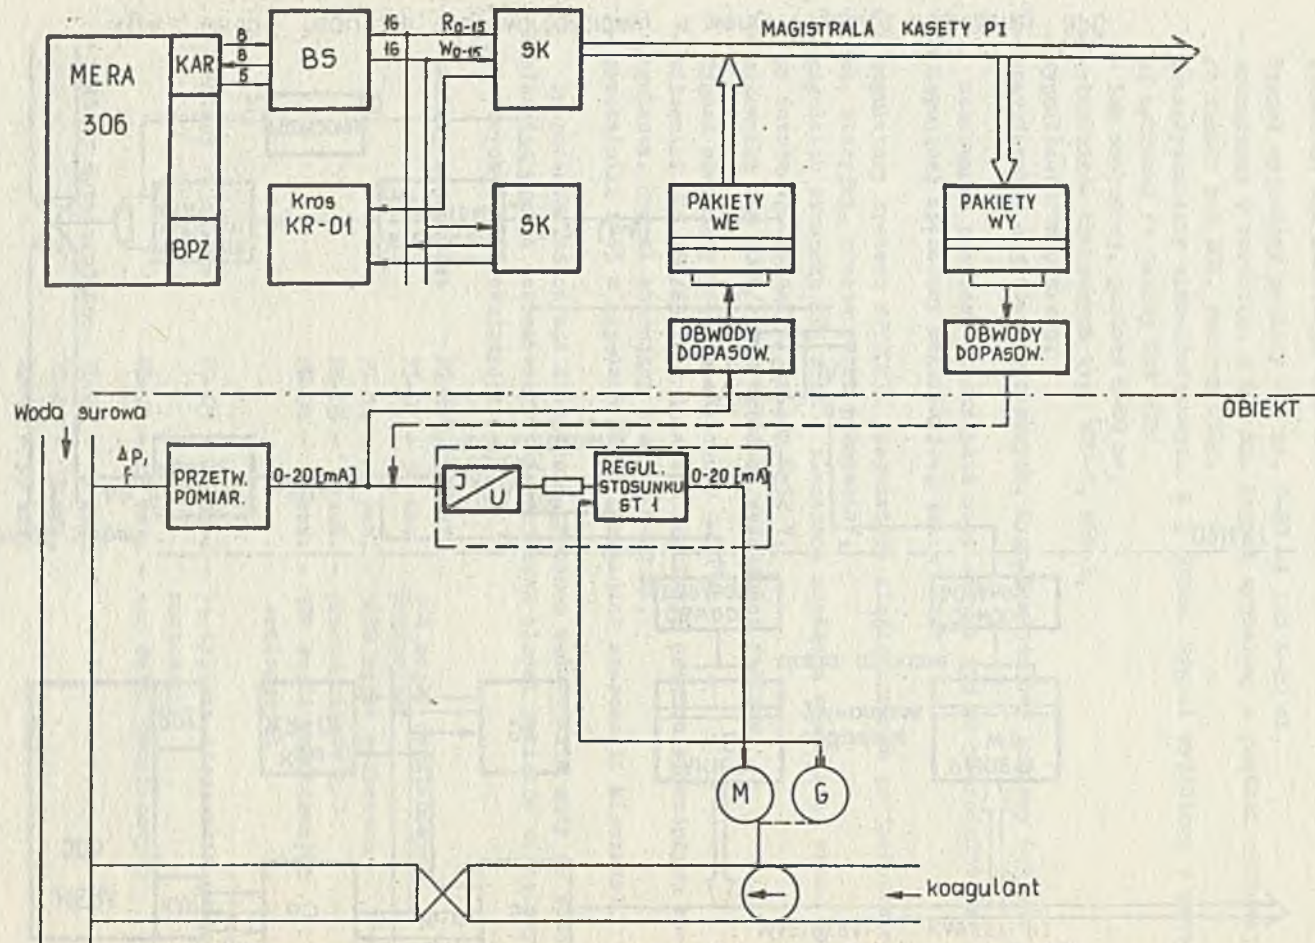 MERA
306
KAR
BPZ
8
8
5
BS
16
16
R0-15
W0-15
SK
MAGISTRALA KASETY PI
Kros
KR-01
SK
PAKIETY
WE
PAKIETY
WY
OBWODY
DOPASOW.
OBWODY
DOPASOW.
OBIEKT
Woda surowa
ΔP1
PRZETW.
POMIAR.
0-20 [mA]
J
U
REGUL.
STOSUNKU
ST 1
0-20 [mA]
M
G
koagulant